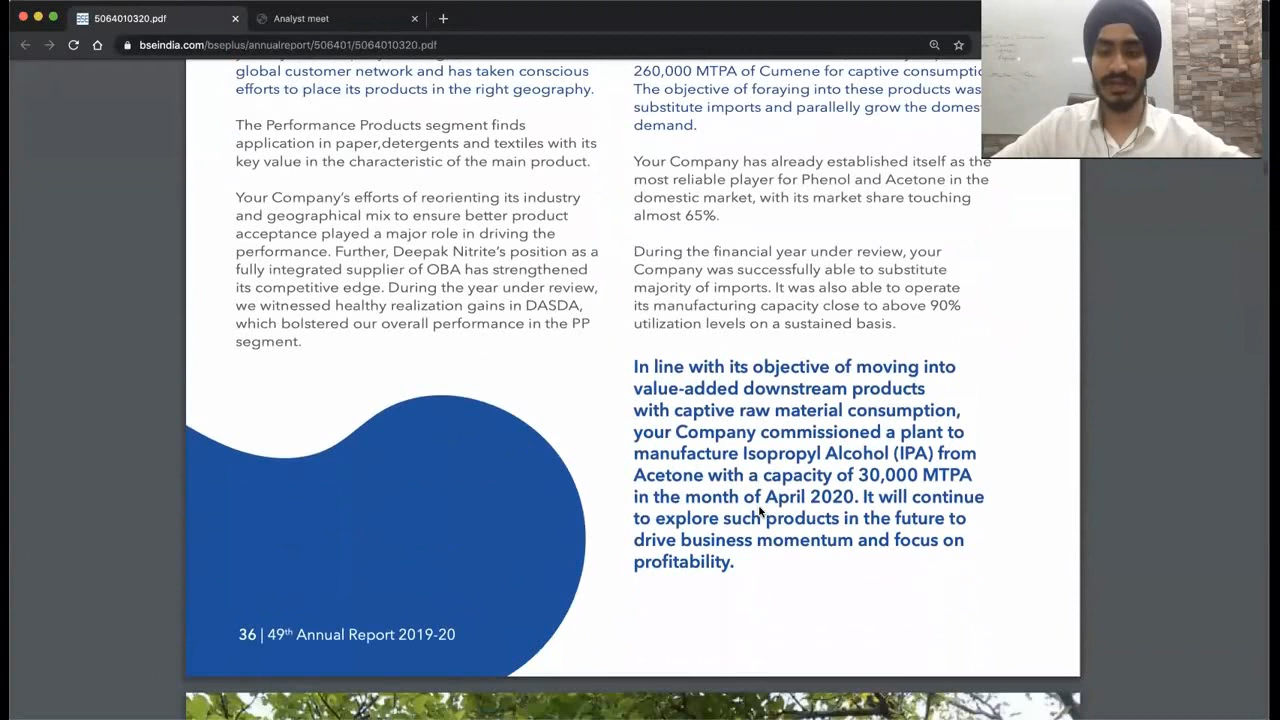 5064010320.pdf
Analyst meet
bseindia.com/bseplus/annualreport/506401/5064010320.pdf
global customer network and has taken conscious
efforts to place its products in the right geography.
The Performance Products segment finds
application in paper,detergents and textiles with its
key value in the characteristic of the main product.
Your Company's efforts of reorienting its industry
and geographical mix to ensure better product
acceptance played a major role in driving the
performance. Further, Deepak Nitrite's position as a
fully integrated supplier of OBA has strengthened
its competitive edge. During the year under review,
we witnessed healthy realization gains in DASDA,
which bolstered our overall performance in the PP
segment.
36 | 49th Annual Report 2019-20
260,000 MTPA of Cumene for captive
The objective of foraying into these products was
substitute imports and parallelly grow the
demand.
Your Company has already established itself as the
most reliable player for Phenol and Acetone in the
domestic market, with its market share touching
almost 65%.
During the financial year under review, your
Company was successfully able to substitute
majority of imports. It was also able to operate
its manufacturing capacity close to above 90%
utilization levels on a sustained basis.
In line with its objective of moving into
value-added downstream products
with captive raw material consumption,
your Company commissioned a plant to
manufacture Isopropyl Alcohol (IPA) from
Acetone with a capacity of 30,000 MTPA
in the month of April 2020. It will continue
to explore such products in the future to
drive business momentum and focus on
profitability.